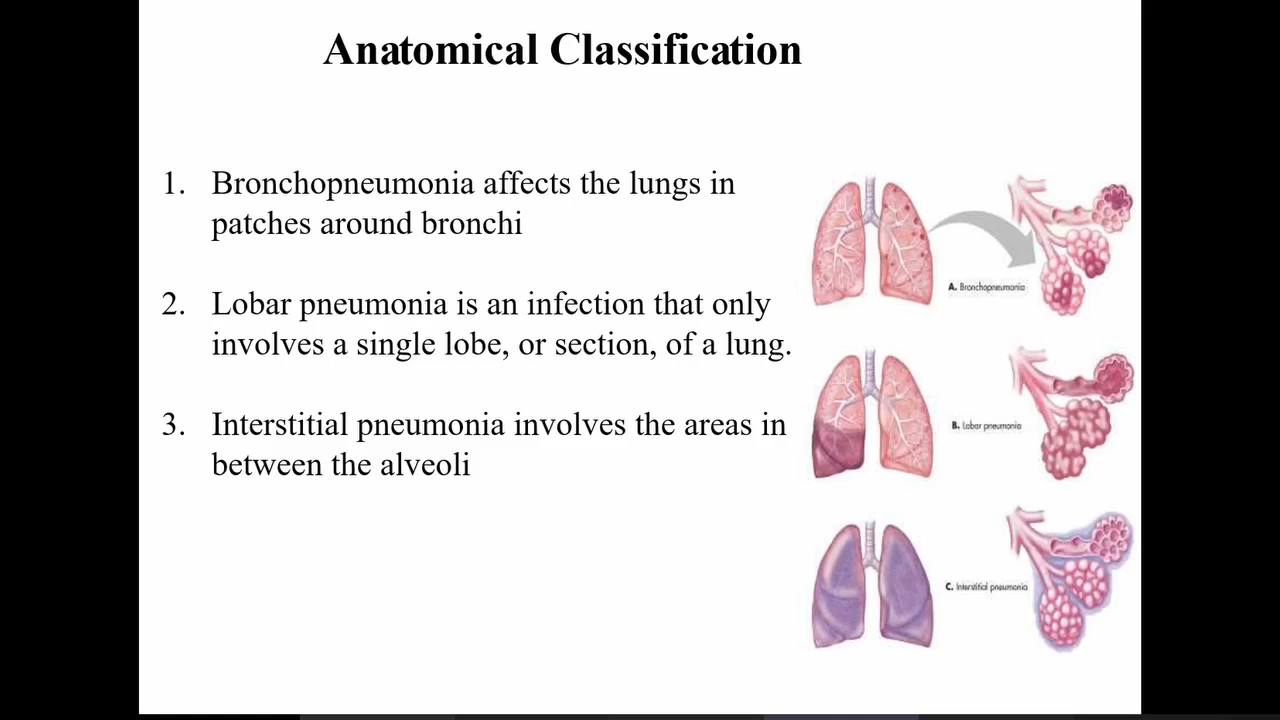 Anatomical Classification
1. Bronchopneumonia affects the lungs in
patches around bronchi
2. Lobar pneumonia is an infection that only
involves a single lobe, or section, of a lung.
3. Interstitial pneumonia involves the areas in
between the alveoli
A. Bronchopneumonia
B. Lobar pneumonia
C. Interstitial pneumonia